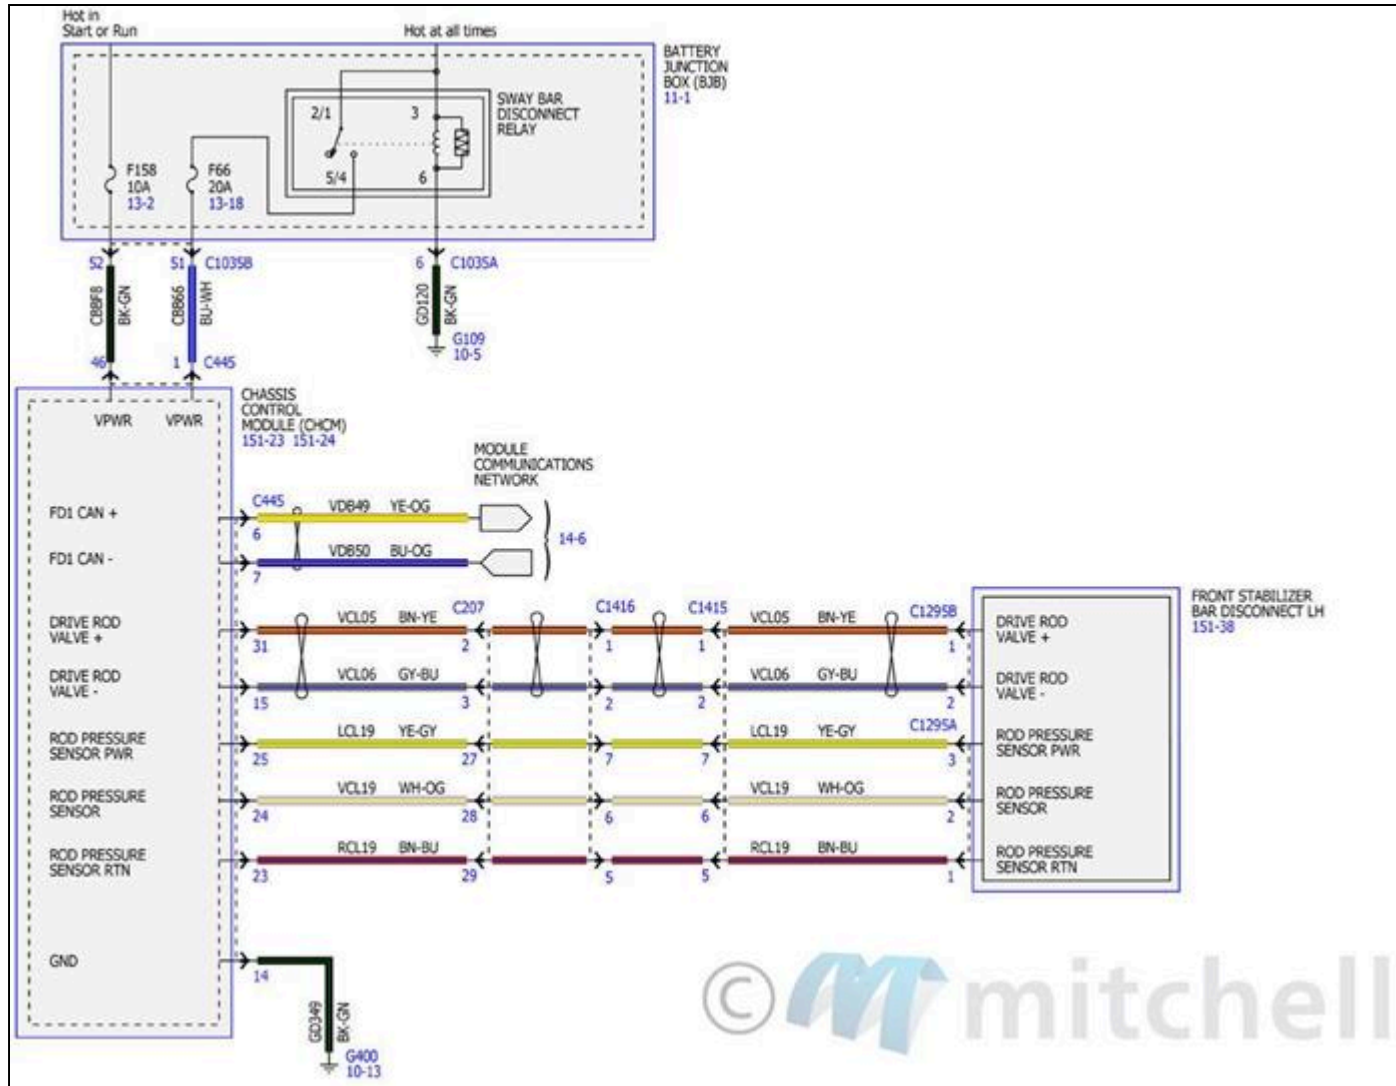 Hot in
Start or Run
Hot at all times
BATTERY
JUNCTION
BOX (BJB)
11-1
SWAY BAR
DISCONNECT
RELAY
2/1
3
5/4
6
F158
10A
13-2
F66
20A
13-18
52
51
C1035B
6
C1035A
CBBF8
BK-GN
CBB66
BU-WH
GD120
BK-GN
G109
10-5
46
1
C445
CHASSIS
CONTROL
MODULE (CHCM)
151-23 151-24
VPWR
VPWR
MODULE
COMMUNICATIONS
NETWORK
FD1 CAN +
C445
6
VDB49
YE-OG
14-6
FD1 CAN -
7
VDB50
BU-OG
FRONT STABILIZER
BAR DISCONNECT LH
151-38
C207
C1416
C1415
C1295B
DRIVE ROD
VALVE +
31
VCL05
BN-YE
2
1
1
VCL05
BN-YE
1
DRIVE ROD
VALVE +
DRIVE ROD
VALVE -
15
VCL06
GY-BU
3
2
2
VCL06
GY-BU
2
DRIVE ROD
VALVE -
C1295A
ROD PRESSURE
SENSOR PWR
25
LCL19
YE-GY
27
7
7
LCL19
YE-GY
3
ROD PRESSURE
SENSOR PWR
ROD PRESSURE
SENSOR
24
VCL19
WH-OG
28
6
6
VCL19
WH-OG
2
ROD PRESSURE
SENSOR
ROD PRESSURE
SENSOR RTN
23
RCL19
BN-BU
29
5
5
RCL19
BN-BU
1
ROD PRESSURE
SENSOR RTN
GND
14
GD349
BK-GN
G400
10-13
© mitchell